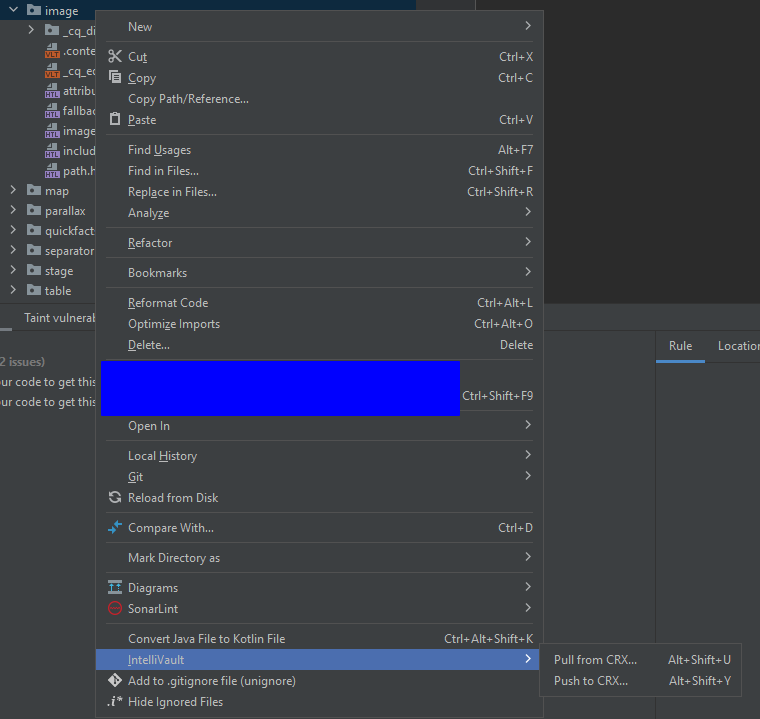 image
New
_cq_di
Cut Ctrl+X
.conte
Copy Ctrl+C
_cq_ed
Copy Path/Reference...
attribu
Paste Ctrl+V
fallbac
image
Find Usages Alt+F7
includ
Find in Files... Ctrl+Shift+F
path.h
Replace in Files... Ctrl+Shift+R
map
Analyze
parallax
quickfact
Refactor
separator
stage
Bookmarks
table
Reformat Code Ctrl+Alt+L
Taint vulnerab
Optimize Imports Ctrl+Alt+O
Delete... Delete
Rule Location
2 issues)
our code to get this
Ctrl+Shift+F9
our code to get this
Open In
Local History
Git
Reload from Disk
Compare With... Ctrl+D
Mark Directory as
Diagrams
SonarLint
Convert Java File to Kotlin File Ctrl+Alt+Shift+K
IntelliVault
Pull from CRX... Alt+Shift+U
Push to CRX... Alt+Shift+Y
Add to .gitignore file (unignore)
.i* Hide Ignored Files